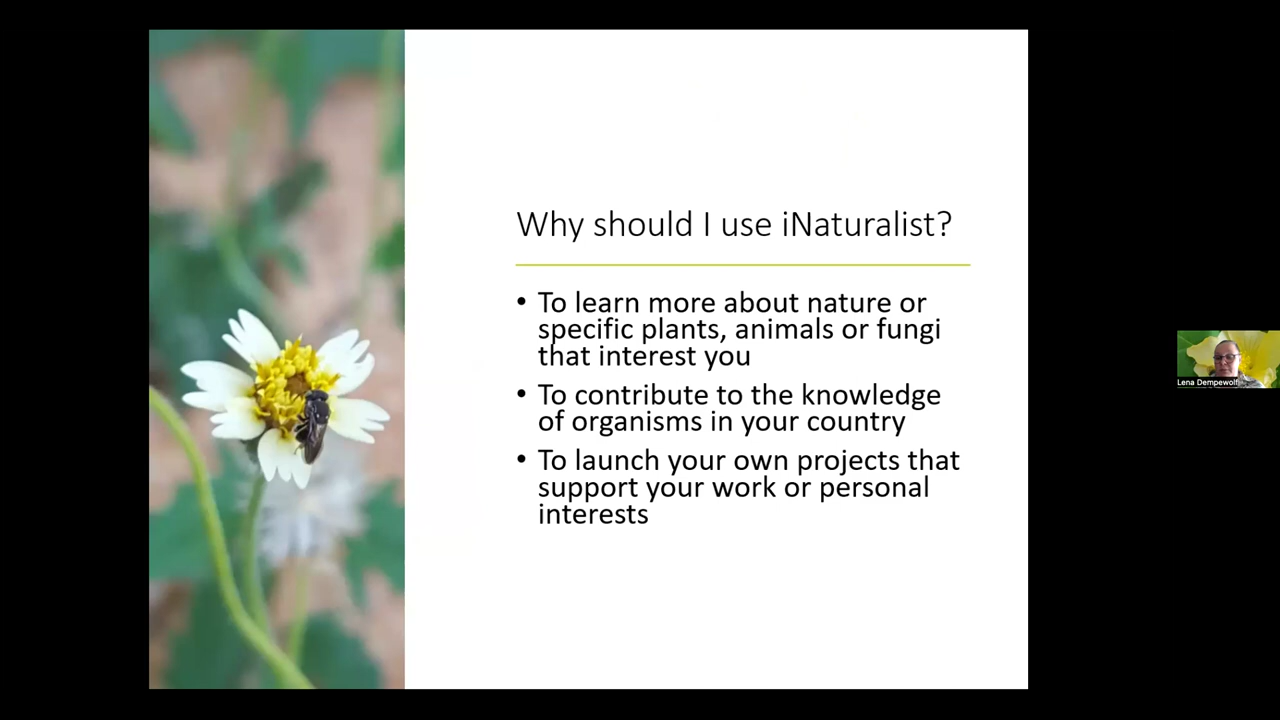 Why should I use iNaturalist?
• To learn more about nature or
specific plants, animals or fungi
that interest you
• To contribute to the knowledge
of organisms in your country
• To launch your own projects that
support your work or personal
interests
Lena Dempewolf